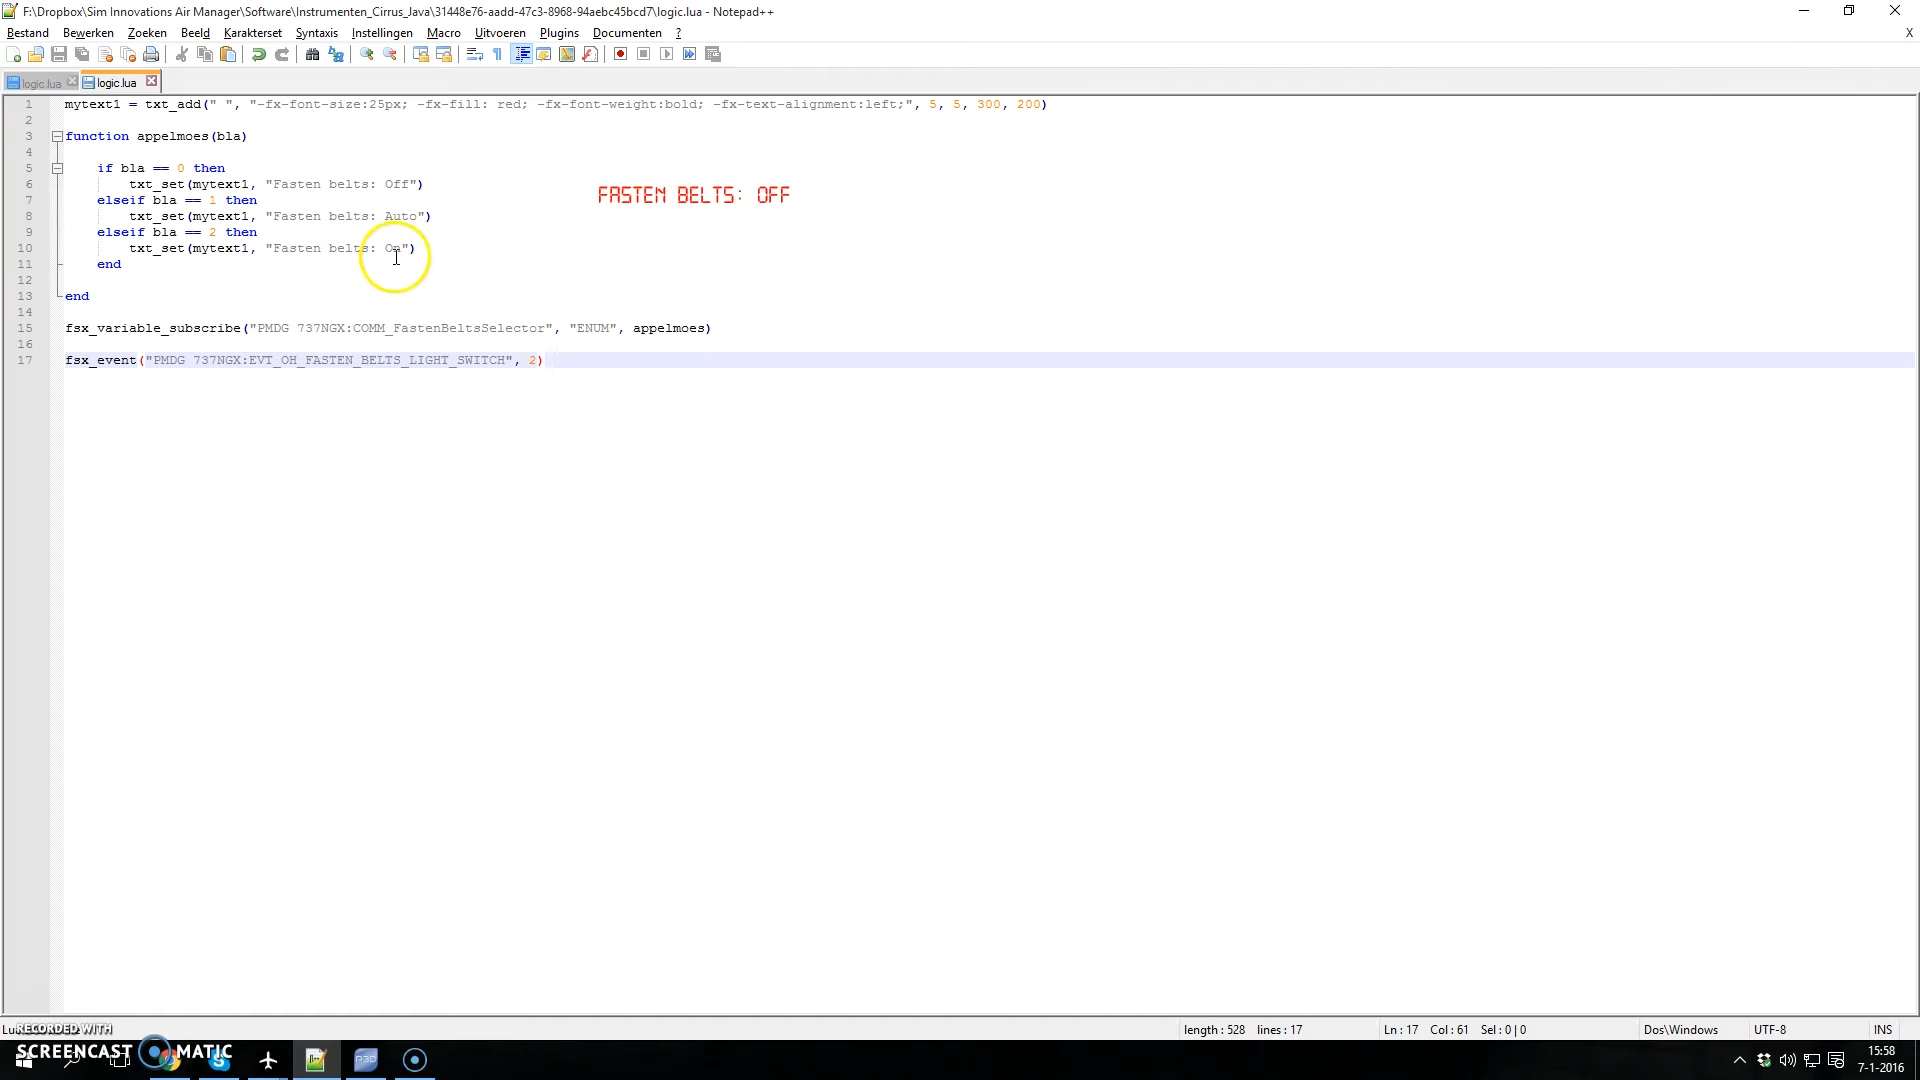 F:\Dropbox\Sim Innovations Air Manager\Software\Instrumenten_Cirrus_Java\31448e76-aadd-47c3-8968-94aebc45bcd7\logic.lua - Notepad++
Bestand Bewerken Zoeken Karakterset Beeld Syntaxis Instellingen Macro Uitvoeren Plugins Documenten ? X
logic.lua logic.lua
1 mytext1 = txt_add(" ", "-fx-font-size:25px; -fx-fill: red; -fx-font-weight:bold; -fx-text-alignment:left;", 5, 5, 300, 200)
2
3 function appelmoes(bla)
4
5 if bla == 0 then
6 txt_set(mytext1, "Fasten belts: Off")
FASTEN BELTS: OFF
7 elseif bla == 1 then
8 txt_set(mytext1, "Fasten belts: Auto")
9 elseif bla == 2 then
10 txt_set(mytext1, "Fasten belts: On")
11 end
12
13 end
14
15 fsx_variable_subscribe("PMDG 737NGX:COMM_FastenBeltsSelector", "ENUM", appelmoes)
16
17 fsx_event("PMDG 737NGX:EVT_OH_FASTEN_BELTS_LIGHT_SWITCH", 2)
Lu length : 528 lines : 17 Ln : 17 Col : 61 Sel : 0 | 0 Dos\Windows UTF-8 INS
RECORDED WITH
SCREENCAST MATIC
P3D
15:58
7-1-2016